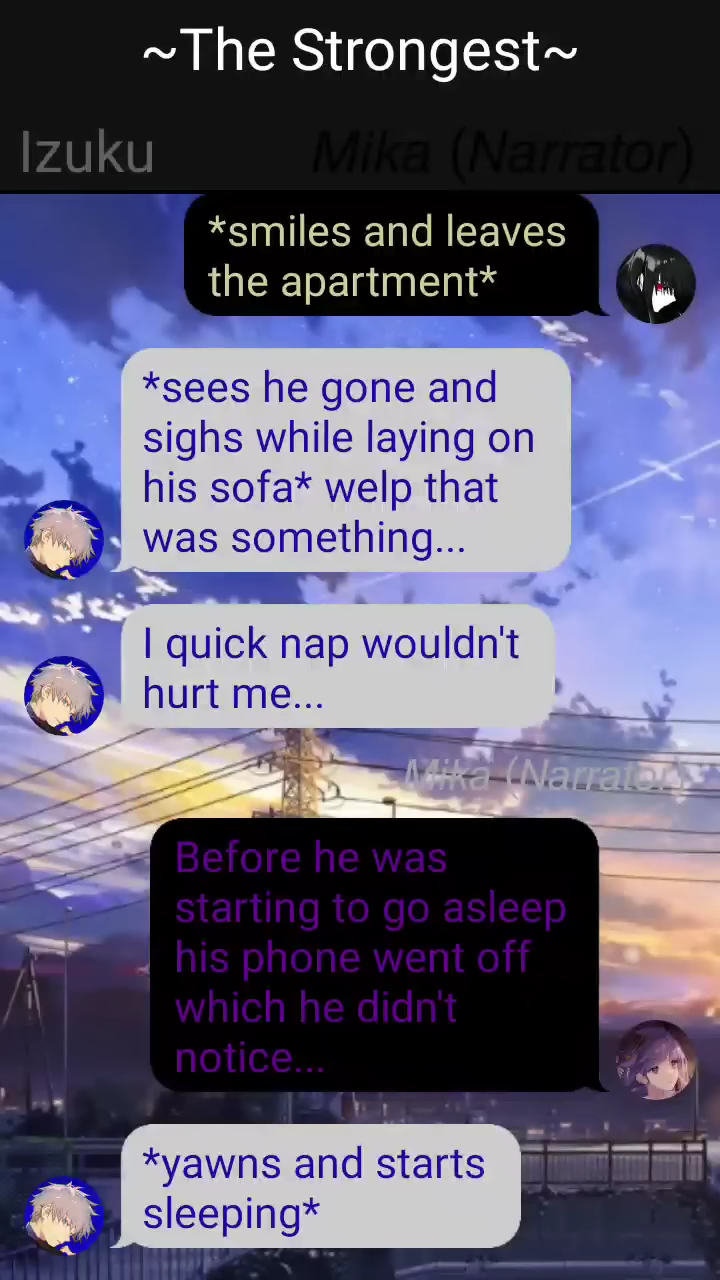 ~The Strongest~
Izuku Mika (Narrator)
*smiles and leaves
the apartment*
*sees he gone and
sighs while laying on
his sofa* welp that
was something...
I quick nap wouldn't
hurt me...
Mika (Narrator)
Before he was
starting to go asleep
his phone went off
which he didn't
notice...
*yawns and starts
sleeping*